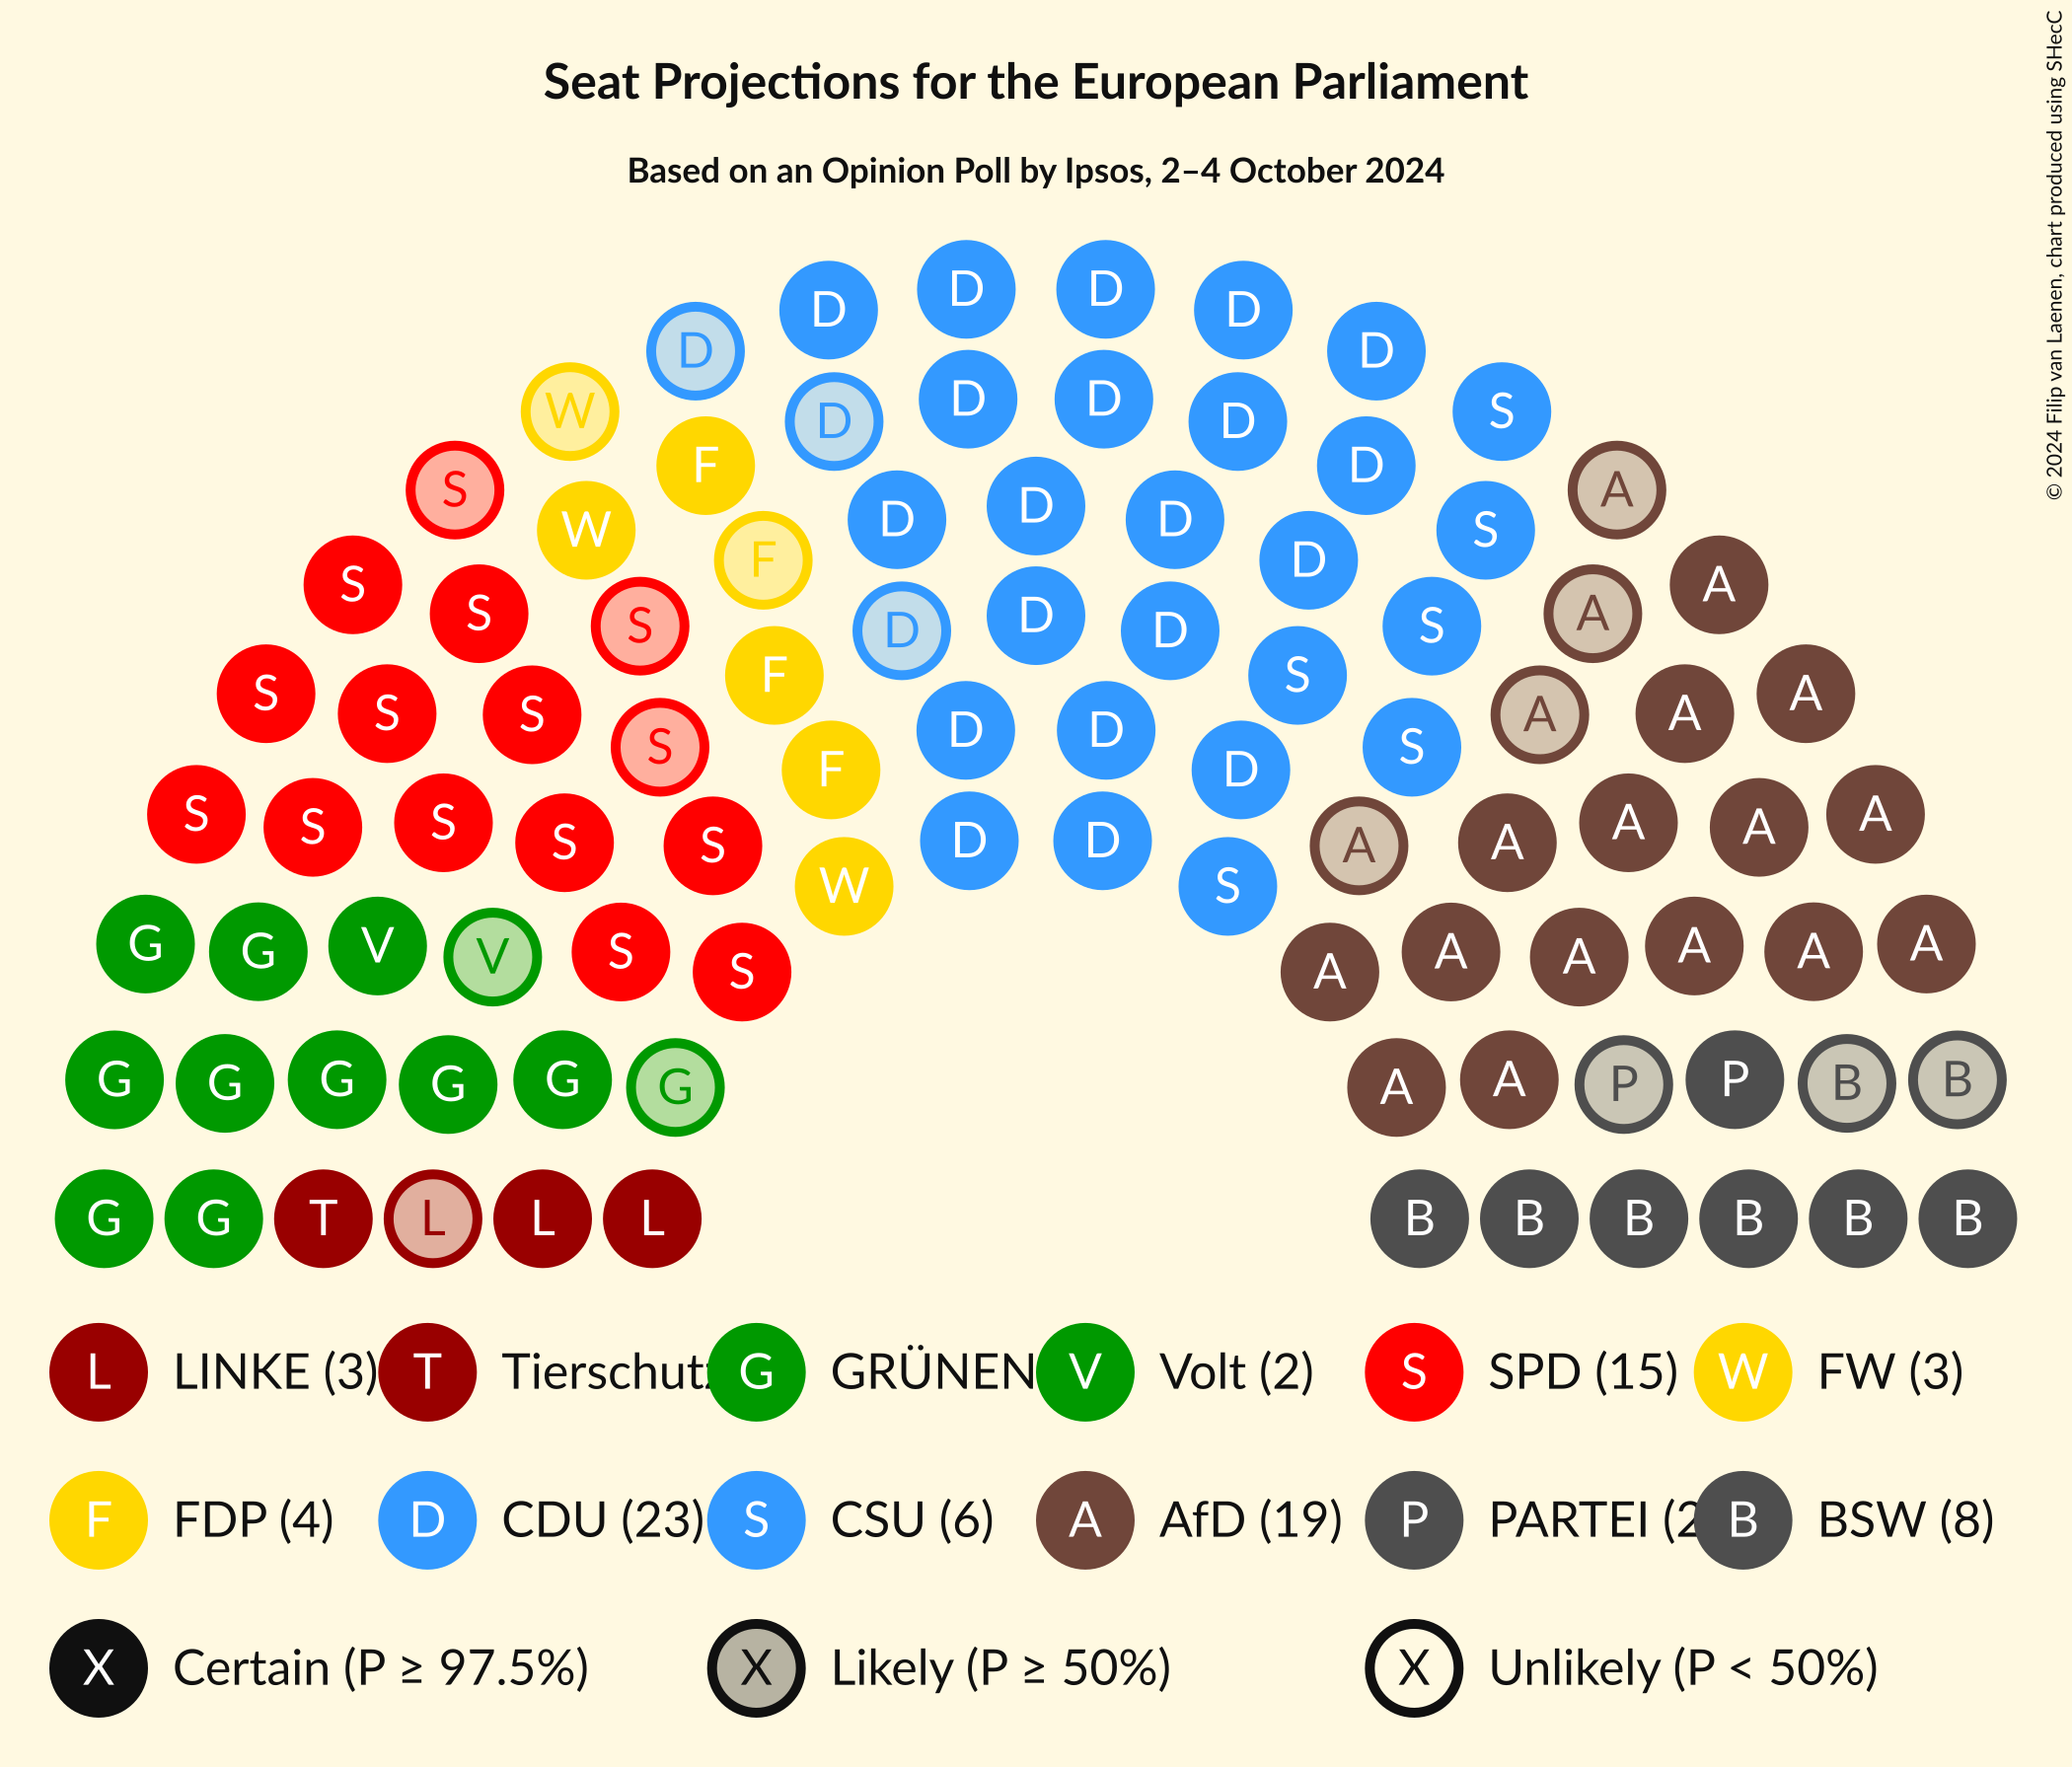 © 2024 Filip van Laenen, chart produced using SHecC
Seat Projections for the European Parliament
Based on an Opinion Poll by Ipsos, 2–4 October 2024
D D D D
D D
W D D D D S
S F D A
W D D D S
S F D A
S S D D D S A
S F S A
S S S D D S A A
F D
S S S S S D D A A A A A
W S
G G V V S S A A A A A A
G G G G G G A A P P B B
G G T L L L B B B B B B
L LINKE (3) T Tierschutz G GRÜNEN V Volt (2) S SPD (15) W FW (3)
F FDP (4) D CDU (23) S CSU (6) A AfD (19) P PARTEI (2 B BSW (8)
X Certain (P ≥ 97.5%) X Likely (P ≥ 50%) X Unlikely (P < 50%)